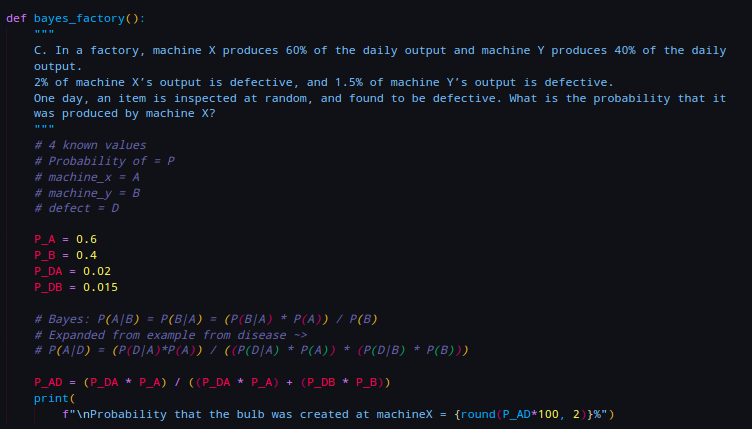 def bayes_factory():
"""
C. In a factory, machine X produces 60% of the daily output and machine Y produces 40% of the daily
output.
2% of machine X’s output is defective, and 1.5% of machine Y’s output is defective.
One day, an item is inspected at random, and found to be defective. What is the probability that it
was produced by machine X?
"""
# 4 known values
# Probability of = P
# machine_x = A
# machine_y = B
# defect = D
P_A = 0.6
P_B = 0.4
P_DA = 0.02
P_DB = 0.015
# Bayes: P(A|B) = P(B|A) = (P(B|A) * P(A)) / P(B)
# Expanded from example from disease ~>
# P(A|D) = (P(D|A)*P(A)) / ((P(D|A) * P(A)) * (P(D|B) * P(B)))
P_AD = (P_DA * P_A) / ((P_DA * P_A) + (P_DB * P_B))
print(
f"\nProbability that the bulb was created at machineX = {round(P_AD*100, 2)}%")